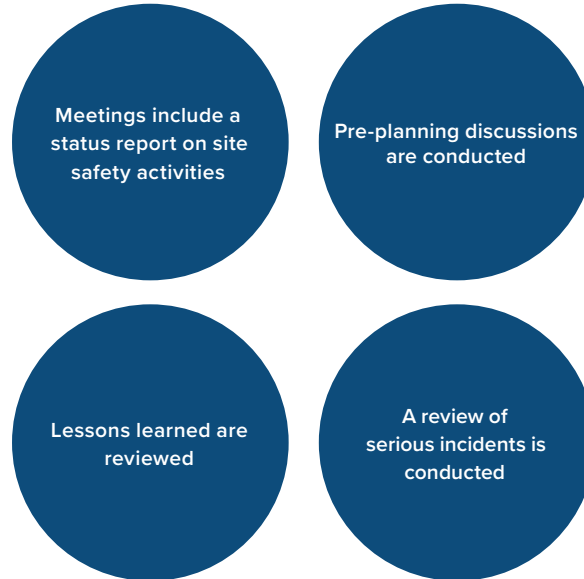 Meetings include a
status report on site
safety activities
Pre-planning discussions
are conducted
Lessons learned are
reviewed
A review of
serious incidents is
conducted